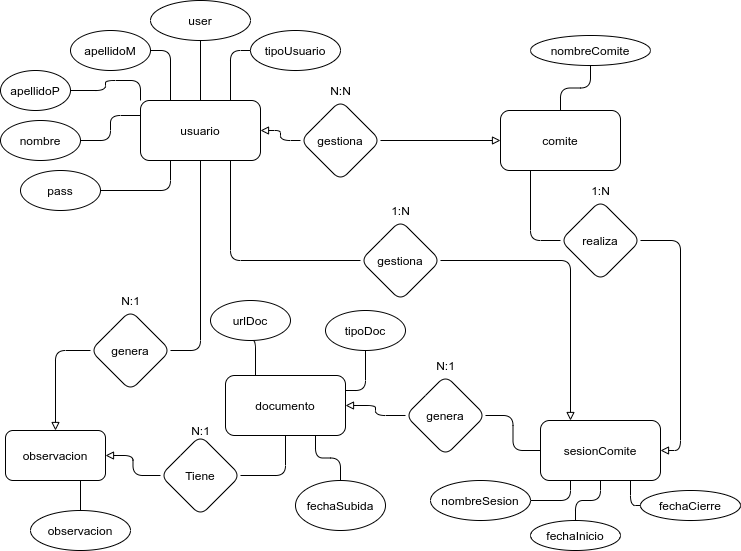 user
apellidoM
tipoUsuario
nombreComite
apellidoP
N:N
usuario
gestiona
comite
nombre
pass
1:N
1:N
realiza
gestiona
N:1
urlDoc
tipoDoc
genera
N:1
documento
genera
N:1
observacion
Tiene
sesionComite
nombreSesion
fechaSubida
fechaCierre
observacion
fechaInicio